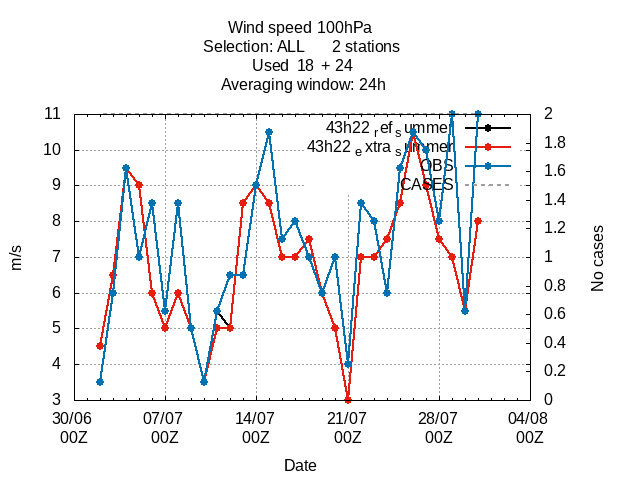 Wind speed 100hPa
Selection: ALL 2 stations
Used 18 + 24
Averaging window: 24h
43h22ref_summer
43h22extra_summer
OBS
CASES
11
10
9
8
7
6
5
4
3
2
1.8
1.6
1.4
1.2
1
0.8
0.6
0.4
0.2
0
m/s
No cases
30/06 07/07 14/07 21/07 28/07 04/08
00Z 00Z 00Z 00Z 00Z 00Z
Date